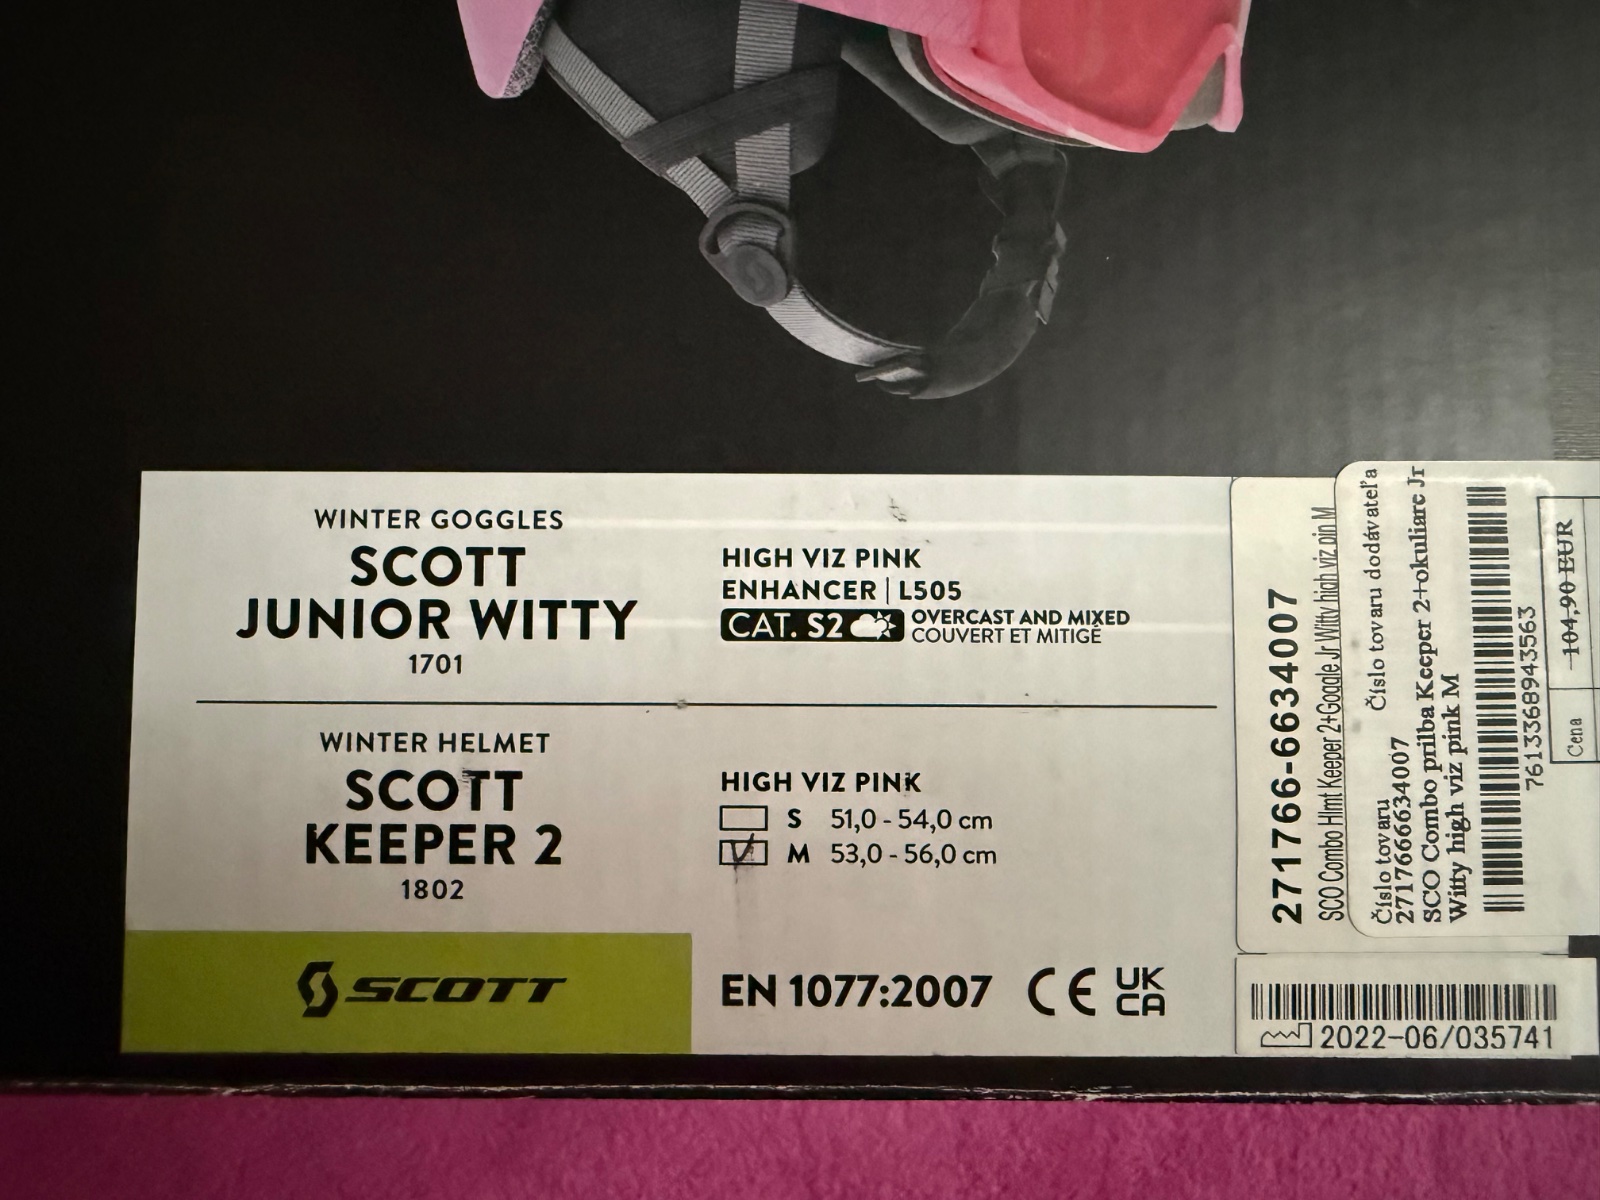 WINTER GOGGLES
SCOTT
JUNIOR WITTY
1701
HIGH VIZ PINK
ENHANCER | L505
CAT. S2
OVERCAST AND MIXED
COUVERT ET MITIGÉ
WINTER HELMET
SCOTT
KEEPER 2
1802
HIGH VIZ PINK
S 51,0 - 54,0 cm
M 53,0 - 56,0 cm
SCOTT
EN 1077:2007 CE UK CA
271766-6634007
SCO Combo Hlmt Keeper 2+Goggle Jr Witty high viz pin M
Číslo tovaru Číslo tovaru dodávateľa
2717666634007
SCO Combo prilba Keeper 2+okuliare Jr
Witty high viz pink M
7613368943563
Cena 104,90 EUR
2022-06/035741